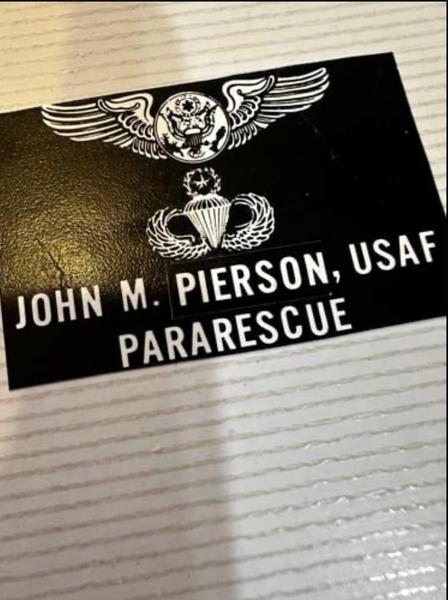 JOHN M. PIERSON, USAF
PARARESCUE